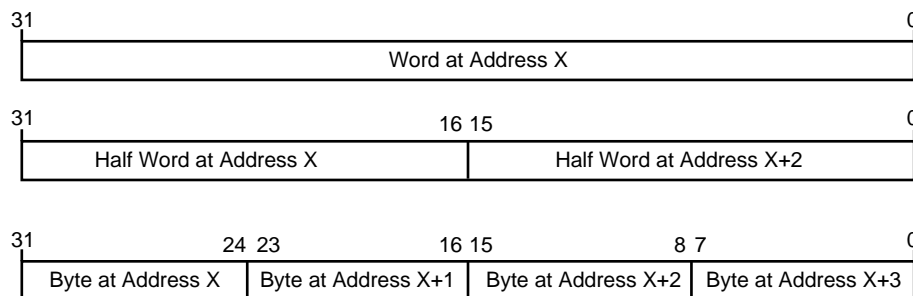 31 0
Word at Address X
31 16 15 0
Half Word at Address X Half Word at Address X+2
31 24 23 16 15 8 7 0
Byte at Address X Byte at Address X+1 Byte at Address X+2 Byte at Address X+3